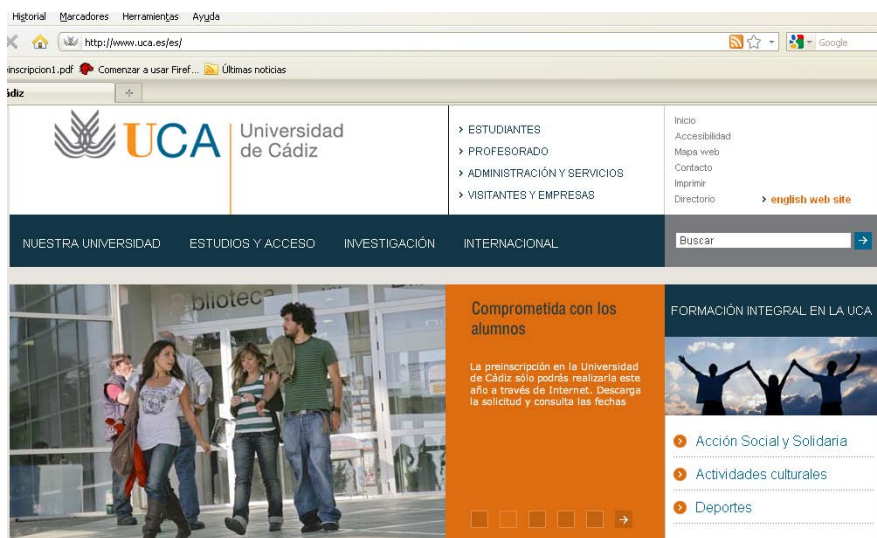 Historial Marcadores Herramientas Ayuda
http://www.uca.es/es/
Google
inscripcion1.pdf Comenzar a usar Firef... Últimas noticias
ádiz
UCA
Universidad
de Cádiz
ESTUDIANTES
PROFESORADO
ADMINISTRACIÓN Y SERVICIOS
VISITANTES Y EMPRESAS
Inicio
Accesibilidad
Mapa web
Contacto
Imprimir
Directorio
english web site
NUESTRA UNIVERSIDAD ESTUDIOS Y ACCESO INVESTIGACIÓN INTERNACIONAL
Buscar
blioteca
Bi
Comprometida con los
alumnos
La preinscripción en la Universidad
de Cádiz sólo podrás realizarla este
año a través de Internet. Descarga
la solicitud y consulta las fechas
FORMACIÓN INTEGRAL EN LA UCA
Acción Social y Solidaria
Actividades culturales
Deportes